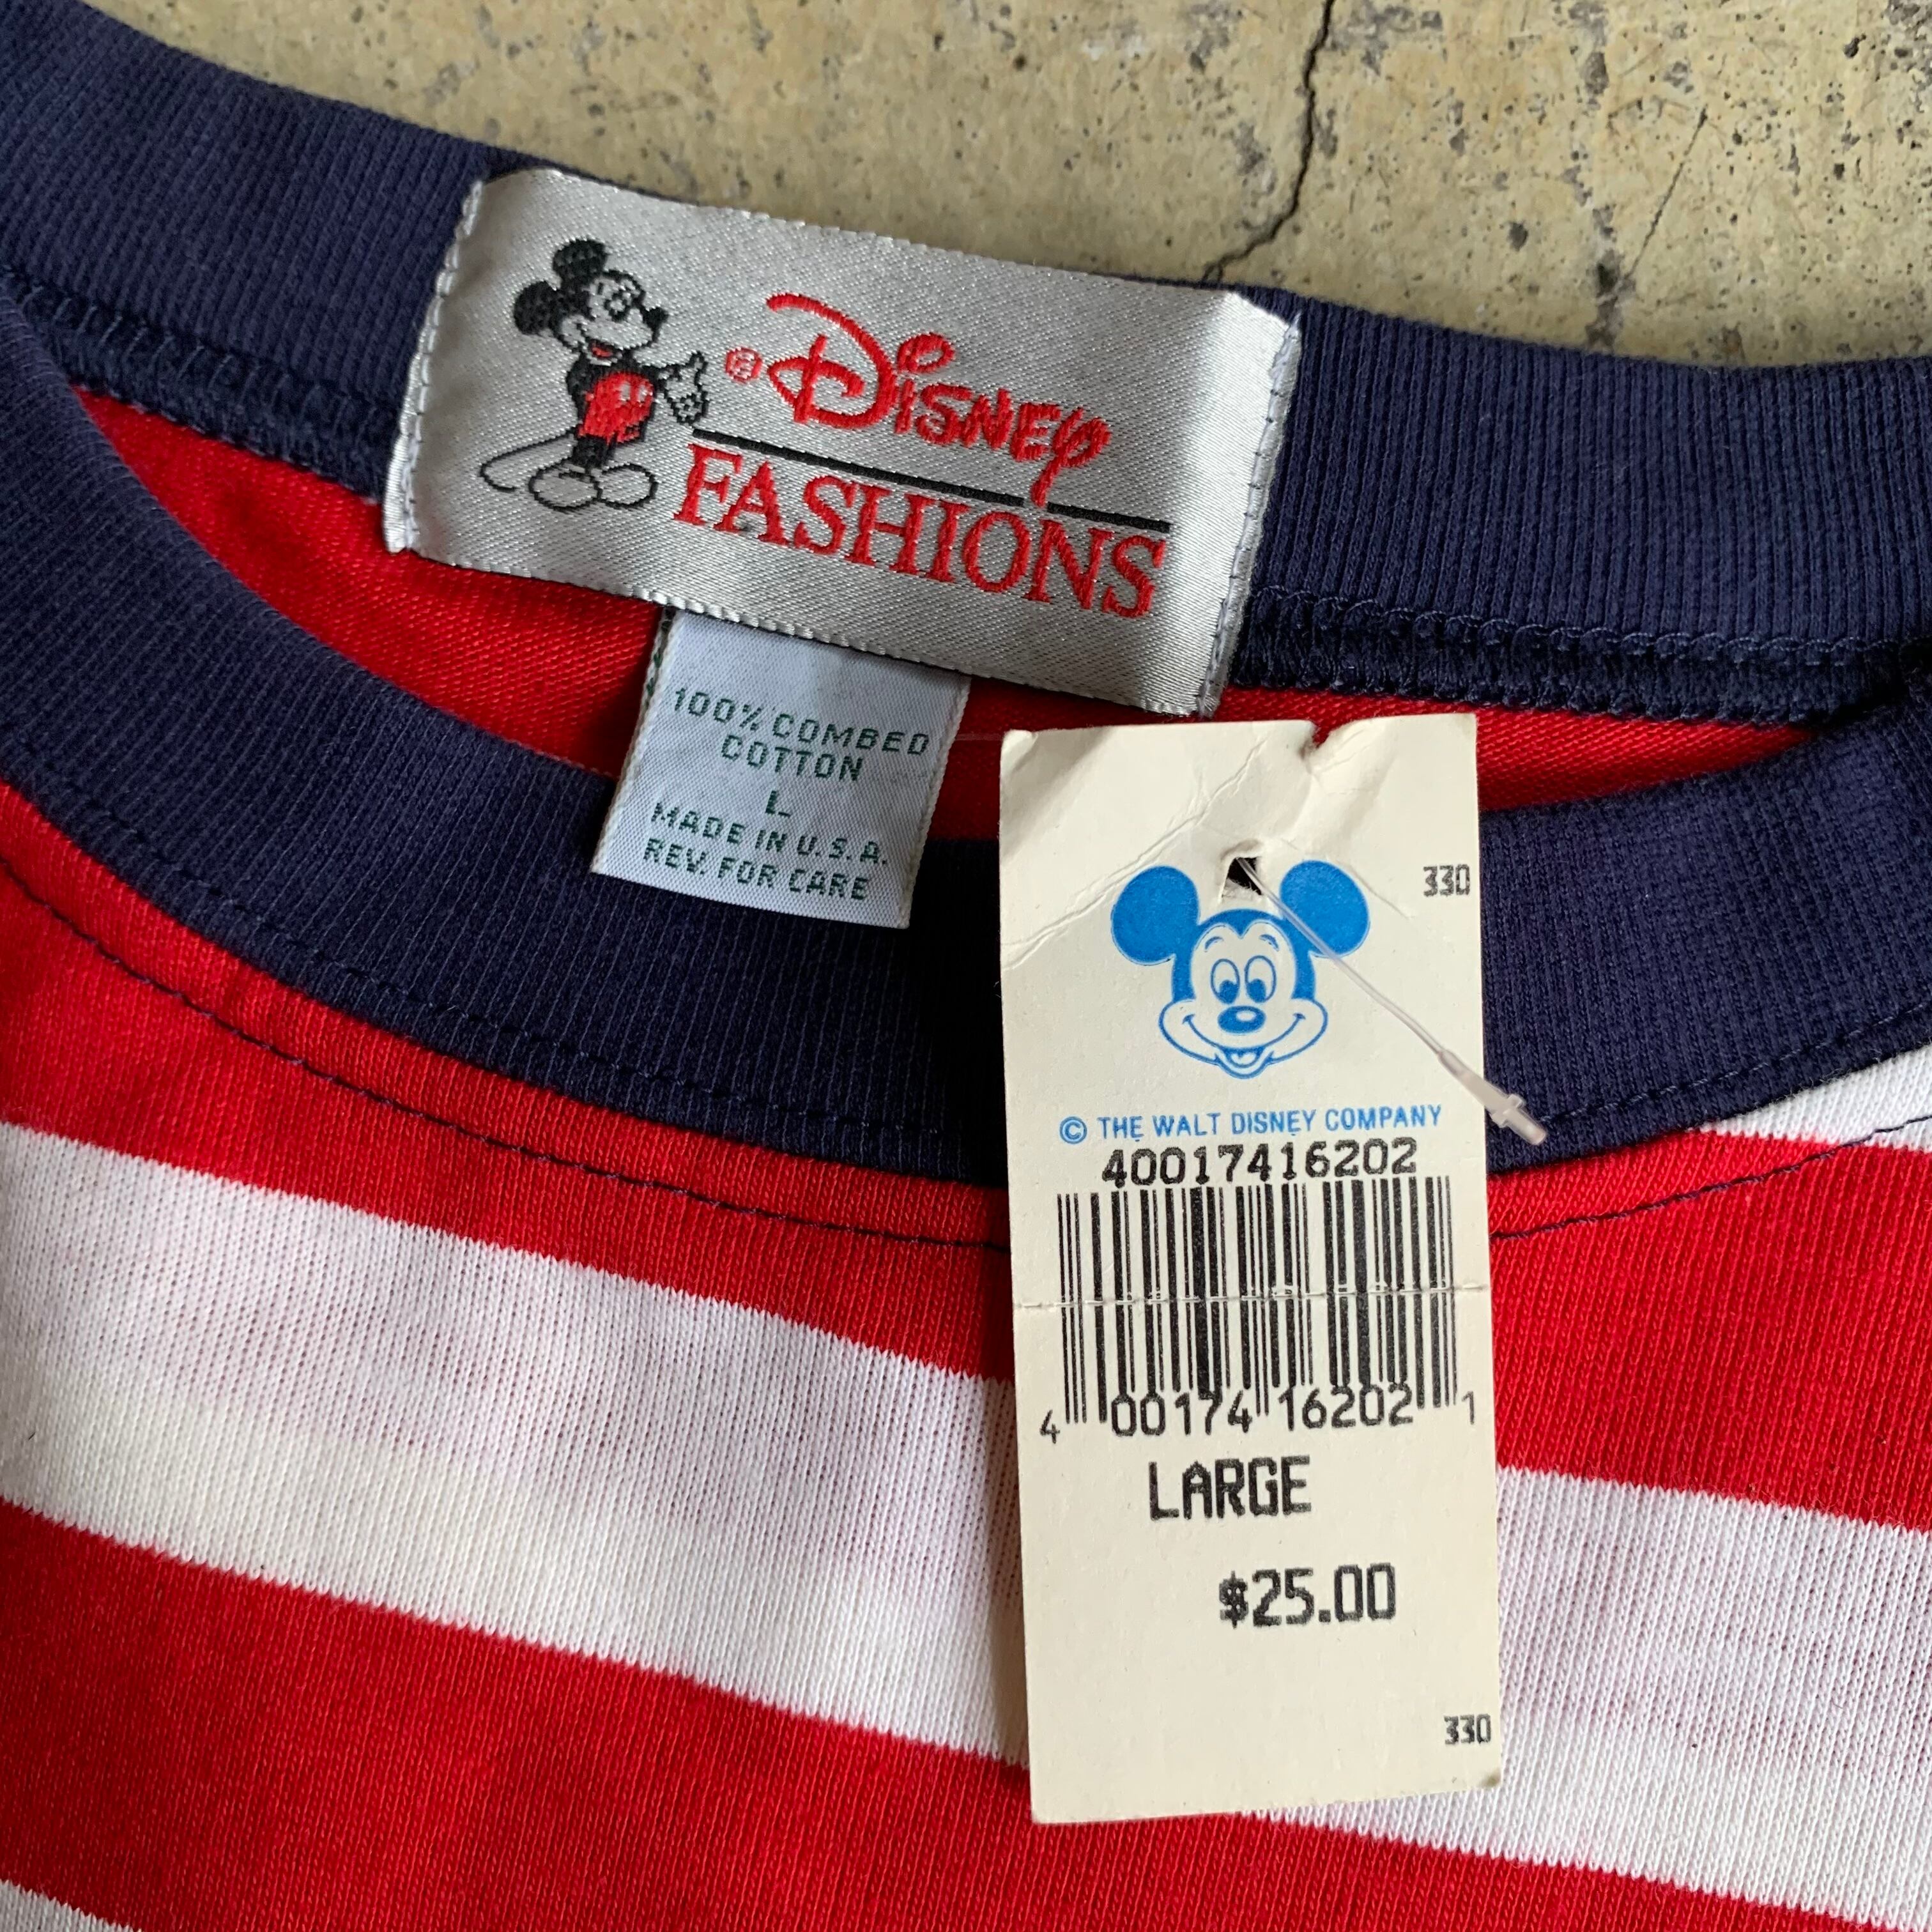 ® Disney
FASHIONS
100% COMBED
COTTON
L
MADE IN U.S.A.
REV. FOR CARE
330
© THE WALT DISNEY COMPANY
40017416202
4 00174 16202 1
LARGE
$25.00
330